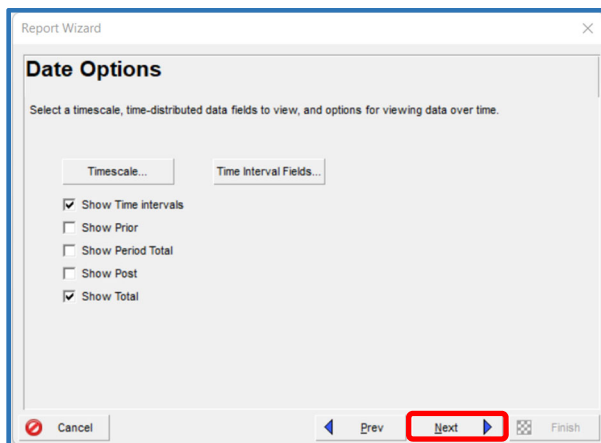 Report Wizard
Date Options
Select a timescale, time-distributed data fields to view, and options for viewing data over time.
Timescale... Time Interval Fields...
Show Time intervals
Show Prior
Show Period Total
Show Post
Show Total
Cancel Prev Next Finish